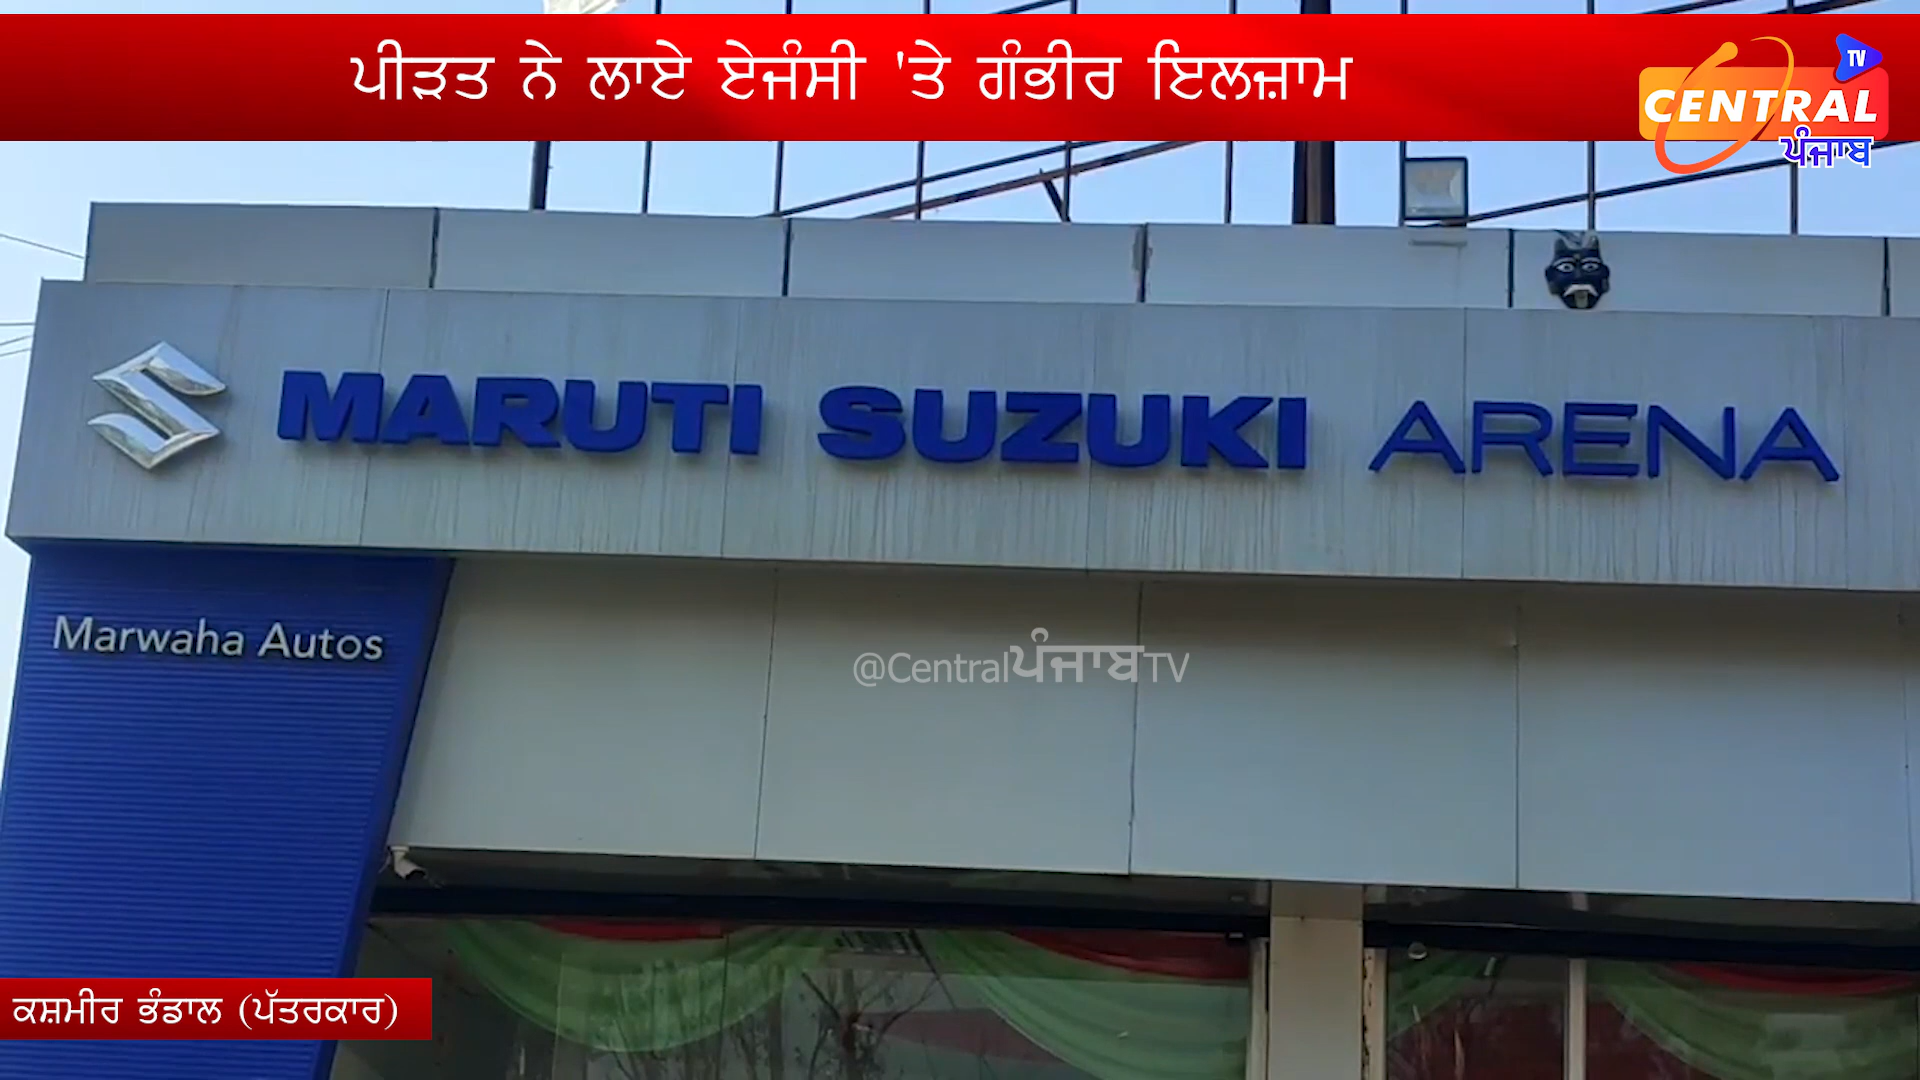 ਪੀੜਤ ਨੇ ਲਾਏ ਏਜੰਸੀ 'ਤੇ ਗੰਭੀਰ ਇਲਜ਼ਾਮ
TV
CENTRAL
ਪੰਜਾਬ
MARUTI SUZUKI ARENA
Marwaha Autos
@CentralਪੰਜਾਬTV
ਕਸ਼ਮੀਰ ਭੰਡਾਲ (ਪੱਤਰਕਾਰ)